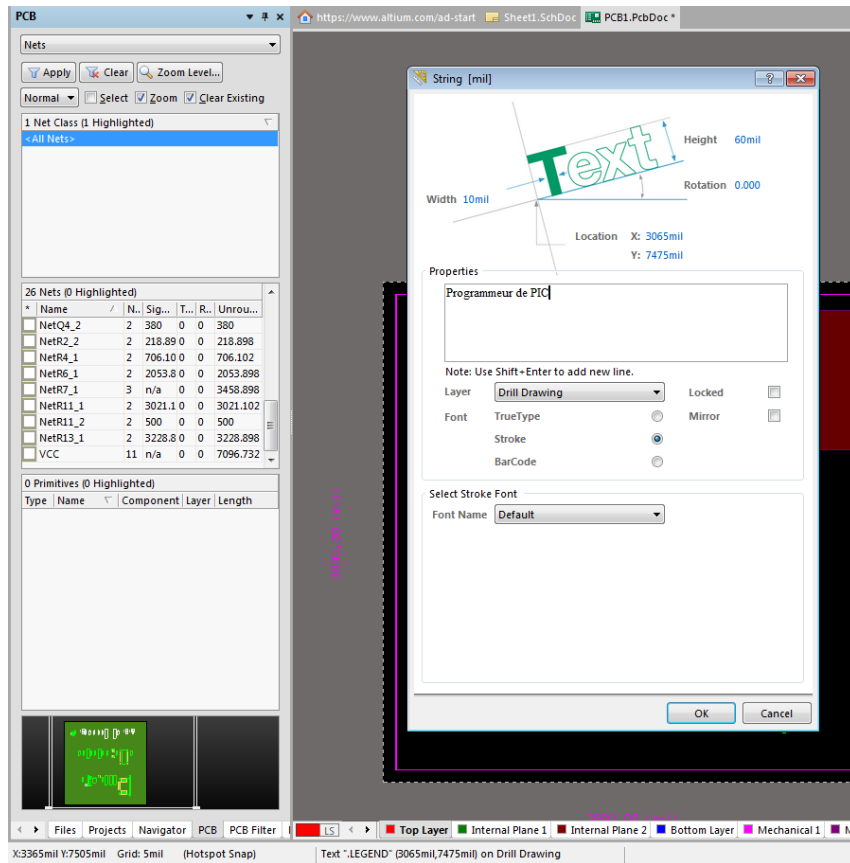 PCB
https://www.altium.com/ad-start Sheet1.SchDoc PCB1.PcbDoc *
Nets
Apply Clear Zoom Level...
Normal Select Zoom Clear Existing
1 Net Class (1 Highlighted)
<All Nets>
26 Nets (0 Highlighted)
* Name N.. Sig... T... R.. Unrou...
NetQ4_2 2 380 0 0 380
NetR2_2 2 218.89 0 0 218.898
NetR4_1 2 706.10 0 0 706.102
NetR6_1 2 2053.8 0 0 2053.898
NetR7_1 3 n/a 0 0 3458.898
NetR11_1 2 3021.1 0 0 3021.102
NetR11_2 2 500 0 0 500
NetR13_1 2 3228.8 0 0 3228.898
VCC 11 n/a 0 0 7096.732
0 Primitives (0 Highlighted)
Type Name Component Layer Length
String [mil]
Text
Height 60mil
Rotation 0.000
Width 10mil
Location X: 3065mil
Y: 7475mil
Properties
Programmeur de PIC
Note: Use Shift+Enter to add new line.
Layer Drill Drawing Locked
Font TrueType Mirror
Stroke
BarCode
Select Stroke Font
Font Name Default
OK Cancel
Files Projects Navigator PCB PCB Filter
LS Top Layer Internal Plane 1 Internal Plane 2 Bottom Layer Mechanical 1
X:3365mil Y:7505mil Grid: 5mil (Hotspot Snap) Text ".LEGEND" (3065mil,7475mil) on Drill Drawing